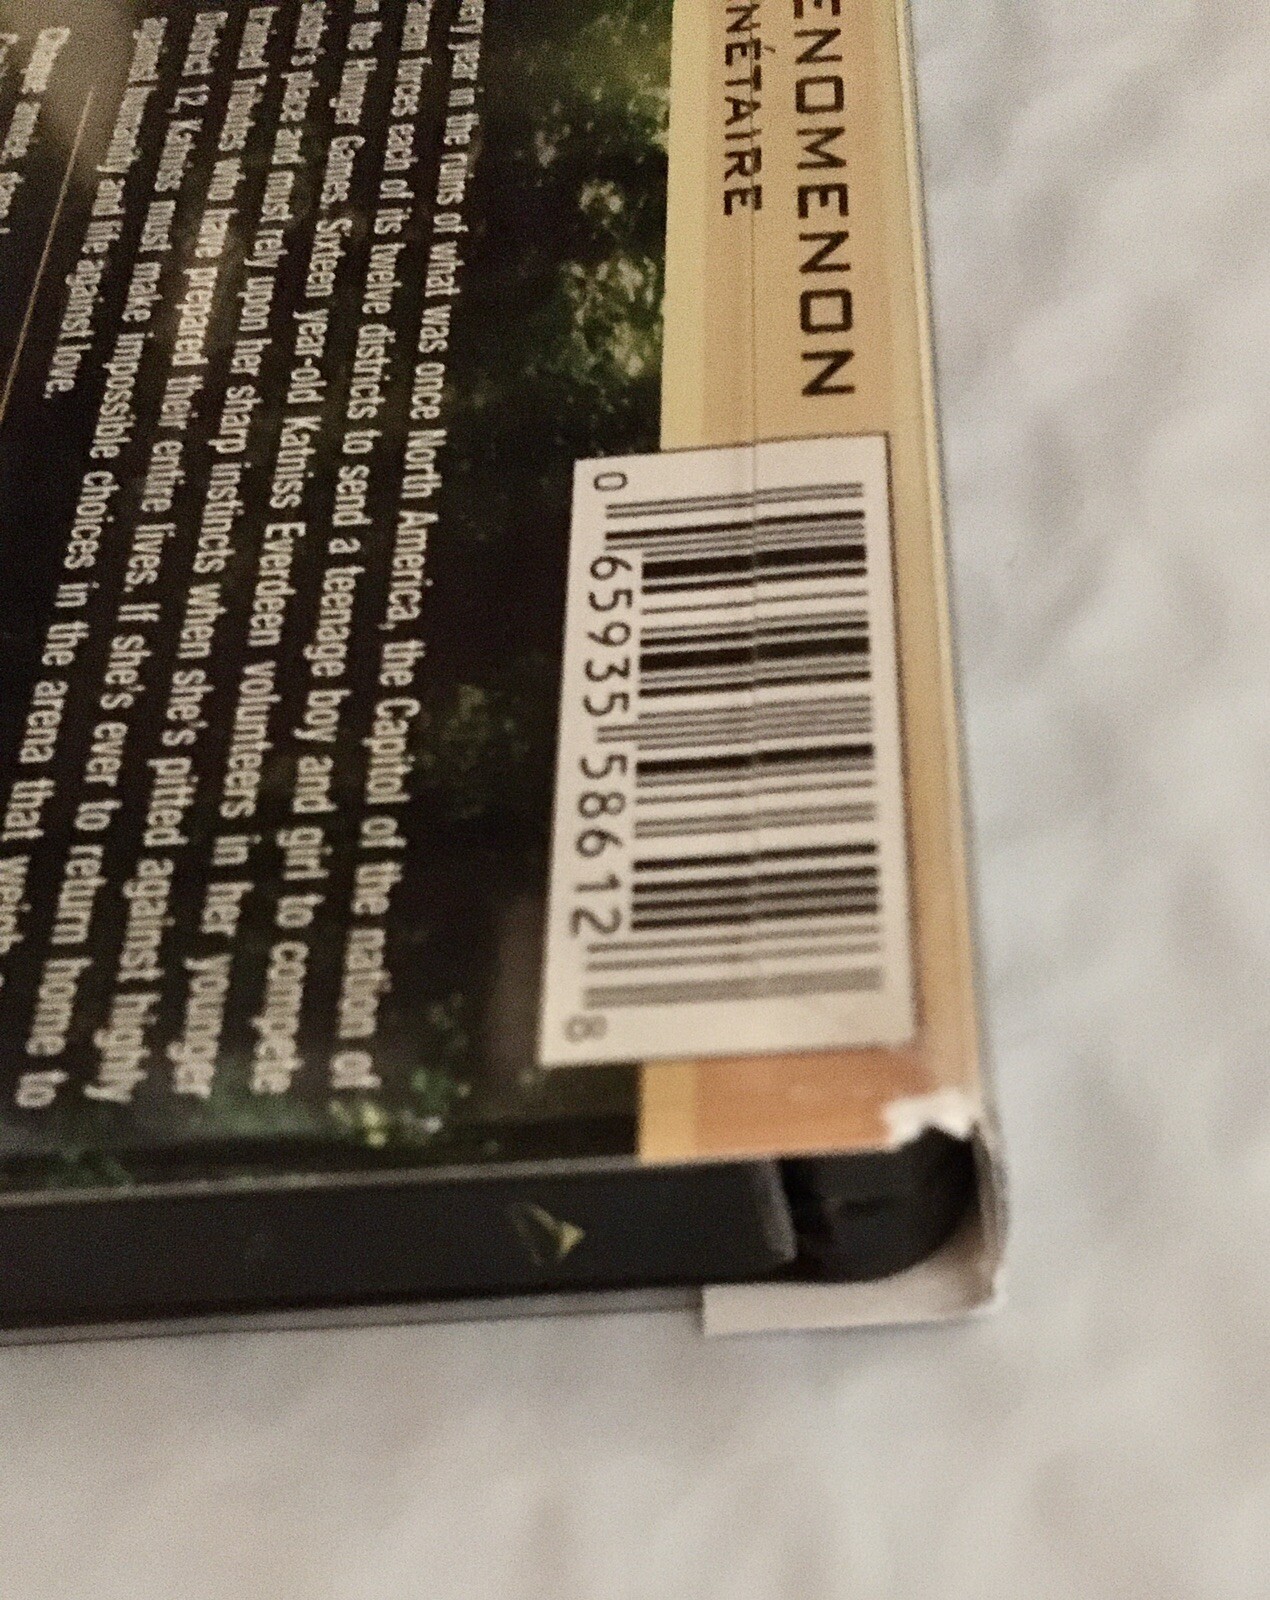 ENOMENON
NÉTAIRE
ery year in the ruins of what was once North America, the Capitol of the nation of
anem forces each of its twelve districts to send a teenage boy and girl to compete
n the Hunger Games. Sixteen year-old Katniss Everdeen volunteers in her younger
sister's place and must rely upon her sharp instincts when she's pitted against highly
trained Tributes who have prepared their entire lives. If she's ever to return home to
District 12, Katniss must make impossible choices in the arena that weigh
against humanity and life against love.
0 65935 58612 8